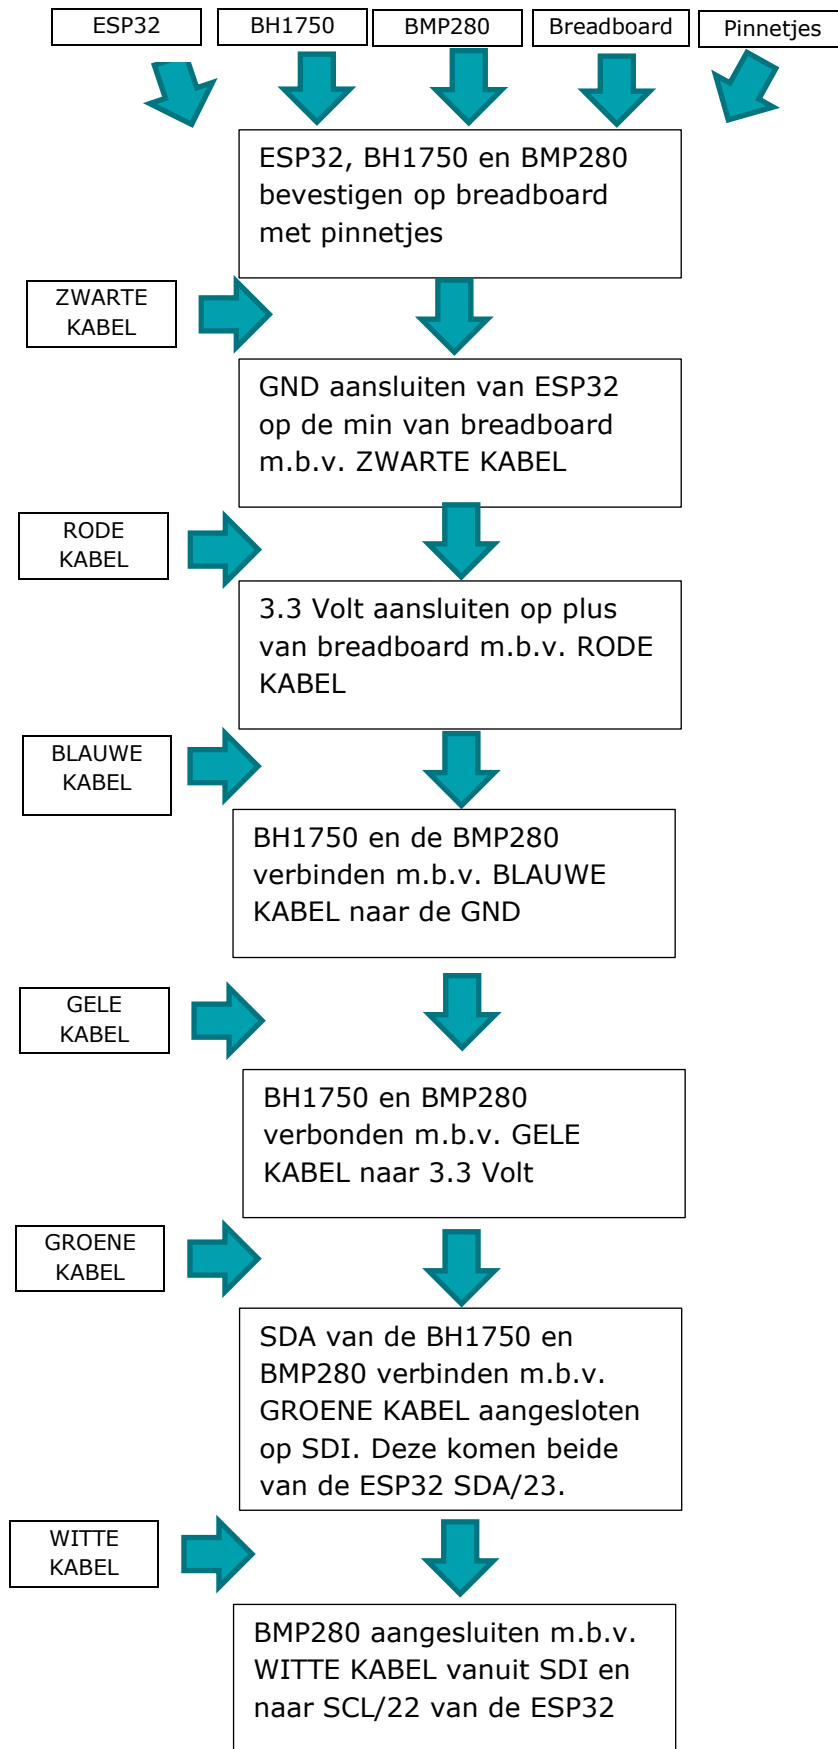 ESP32
BH1750
BMP280
Breadboard
Pinnetjes
ESP32, BH1750 en BMP280
bevestigen op breadboard
met pinnetjes
ZWARTE
KABEL
GND aansluiten van ESP32
op de min van breadboard
m.b.v. ZWARTE KABEL
RODE
KABEL
3.3 Volt aansluiten op plus
van breadboard m.b.v. RODE
KABEL
BLAUWE
KABEL
BH1750 en de BMP280
verbinden m.b.v. BLAUWE
KABEL naar de GND
GELE
KABEL
BH1750 en BMP280
verbonden m.b.v. GELE
KABEL naar 3.3 Volt
GROENE
KABEL
SDA van de BH1750 en
BMP280 verbinden m.b.v.
GROENE KABEL aangesloten
op SDI. Deze komen beide
van de ESP32 SDA/23.
WITTE
KABEL
BMP280 aangesluiten m.b.v.
WITTE KABEL vanuit SDI en
naar SCL/22 van de ESP32